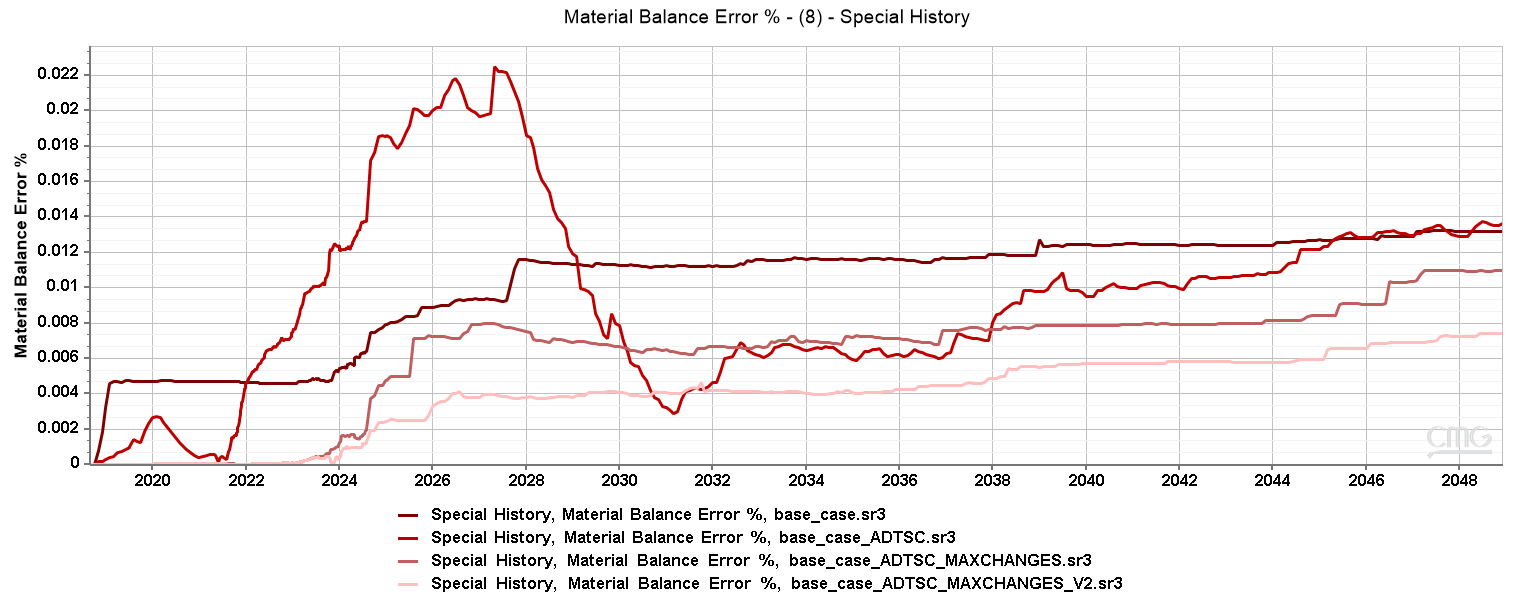 Material Balance Error % - (8) - Special History
Material Balance Error %
0.022
0.02
0.018
0.016
0.014
0.012
0.01
0.008
0.006
0.004
0.002
0
2020 2022 2024 2026 2028 2030 2032 2034 2036 2038 2040 2042 2044 2046 2048
CMG
Special History, Material Balance Error %, base_case.sr3
Special History, Material Balance Error %, base_case_ADTSC.sr3
Special History, Material Balance Error %, base_case_ADTSC_MAXCHANGES.sr3
Special History, Material Balance Error %, base_case_ADTSC_MAXCHANGES_V2.sr3